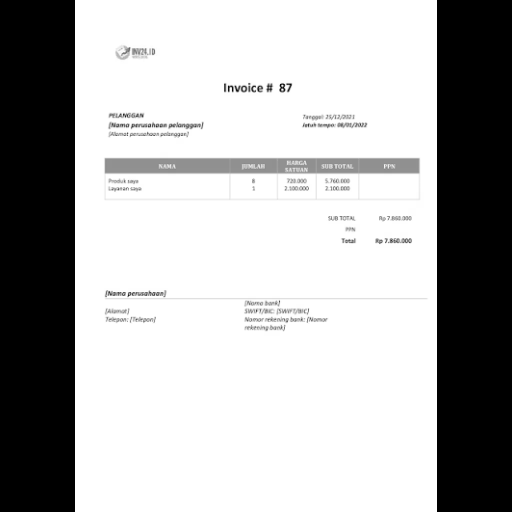 INV24.ID
Invoice # 87
PELANGGAN
[Nama perusahaan pelanggan]
[Alamat perusahaan pelanggan]
Tanggal: 25/12/2021
Jatuh tempo: 08/01/2022
NAMA JUMLAH HARGA SATUAN SUB TOTAL PPN
Produk saya 8 720.000 5.760.000
Layanan saya 1 2.100.000 2.100.000
SUB TOTAL Rp 7.860.000
PPN
Total Rp 7.860.000
[Nama perusahaan]
[Alamat]
Telepon: [Telepon]
[Nama bank]
SWIFT/BIC: [SWIFT/BIC]
Nomor rekening bank: [Nomor
rekening bank]